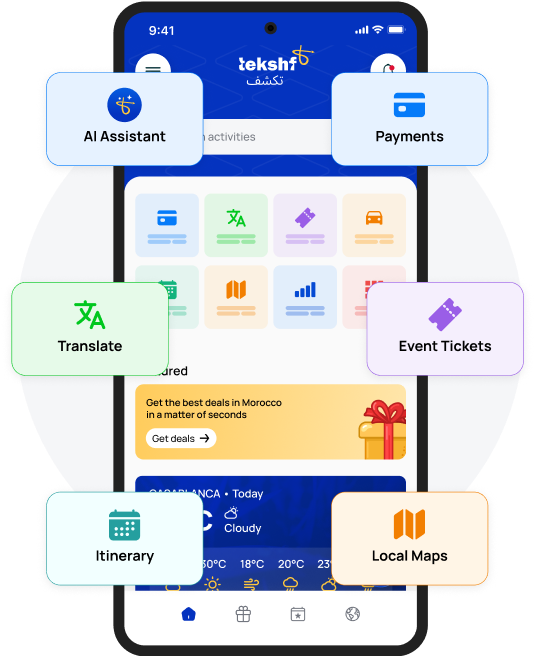 9:41
tekshf
تكشف
AI Assistant
Payments
activities
Translate
Event Tickets
Get the best deals in Morocco
in a matter of seconds
Get deals →
CASABLANCA • Today
Cloudy
30°C 18°C 20°C 23°
Itinerary
Local Maps